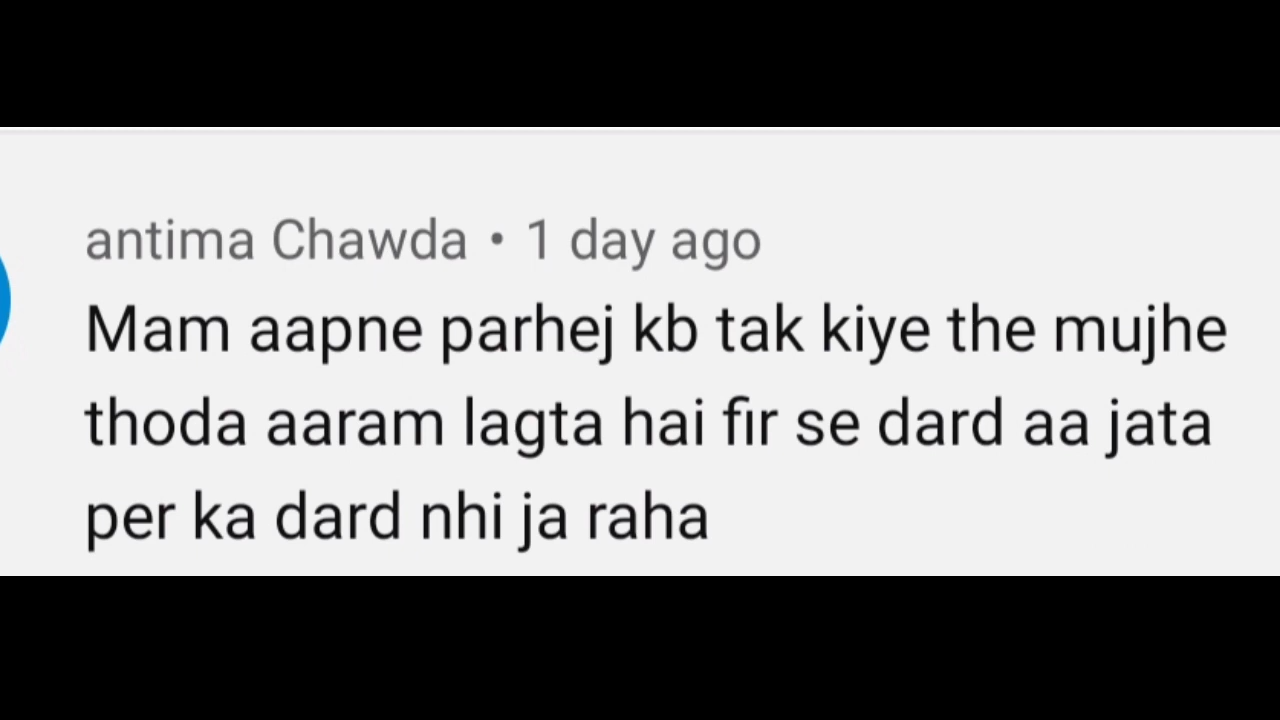 antima Chawda • 1 day ago
Mam aapne parhej kb tak kiye the mujhe
thoda aaram lagta hai fir se dard aa jata
per ka dard nhi ja raha